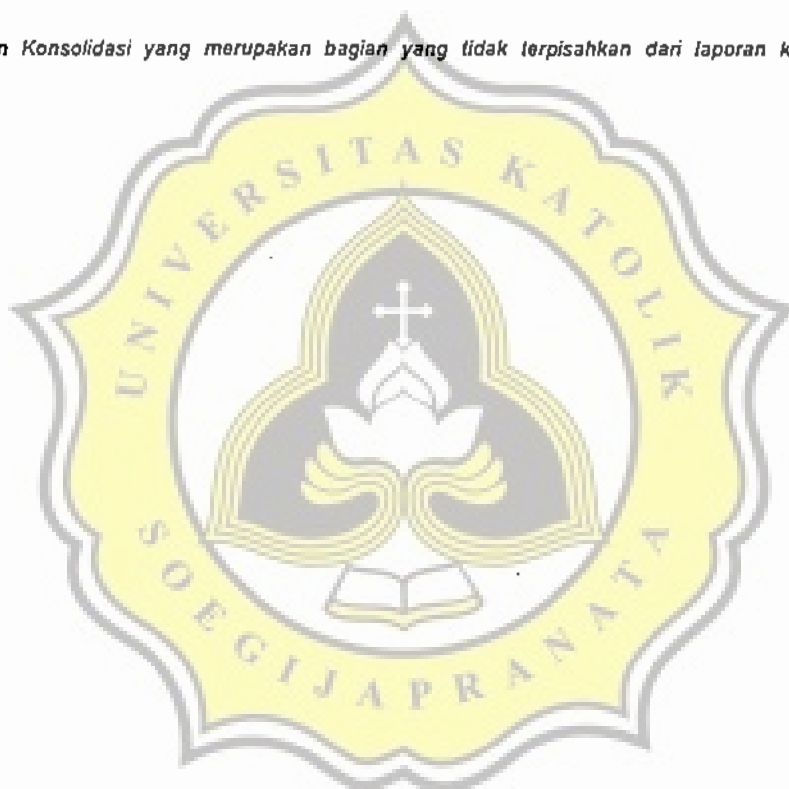 n Konsolidasi yang merupakan bagian yang tidak terpisahkan dari laporan k
UNIVERSITAS KATOLIK
SOEGIJAPRANATA